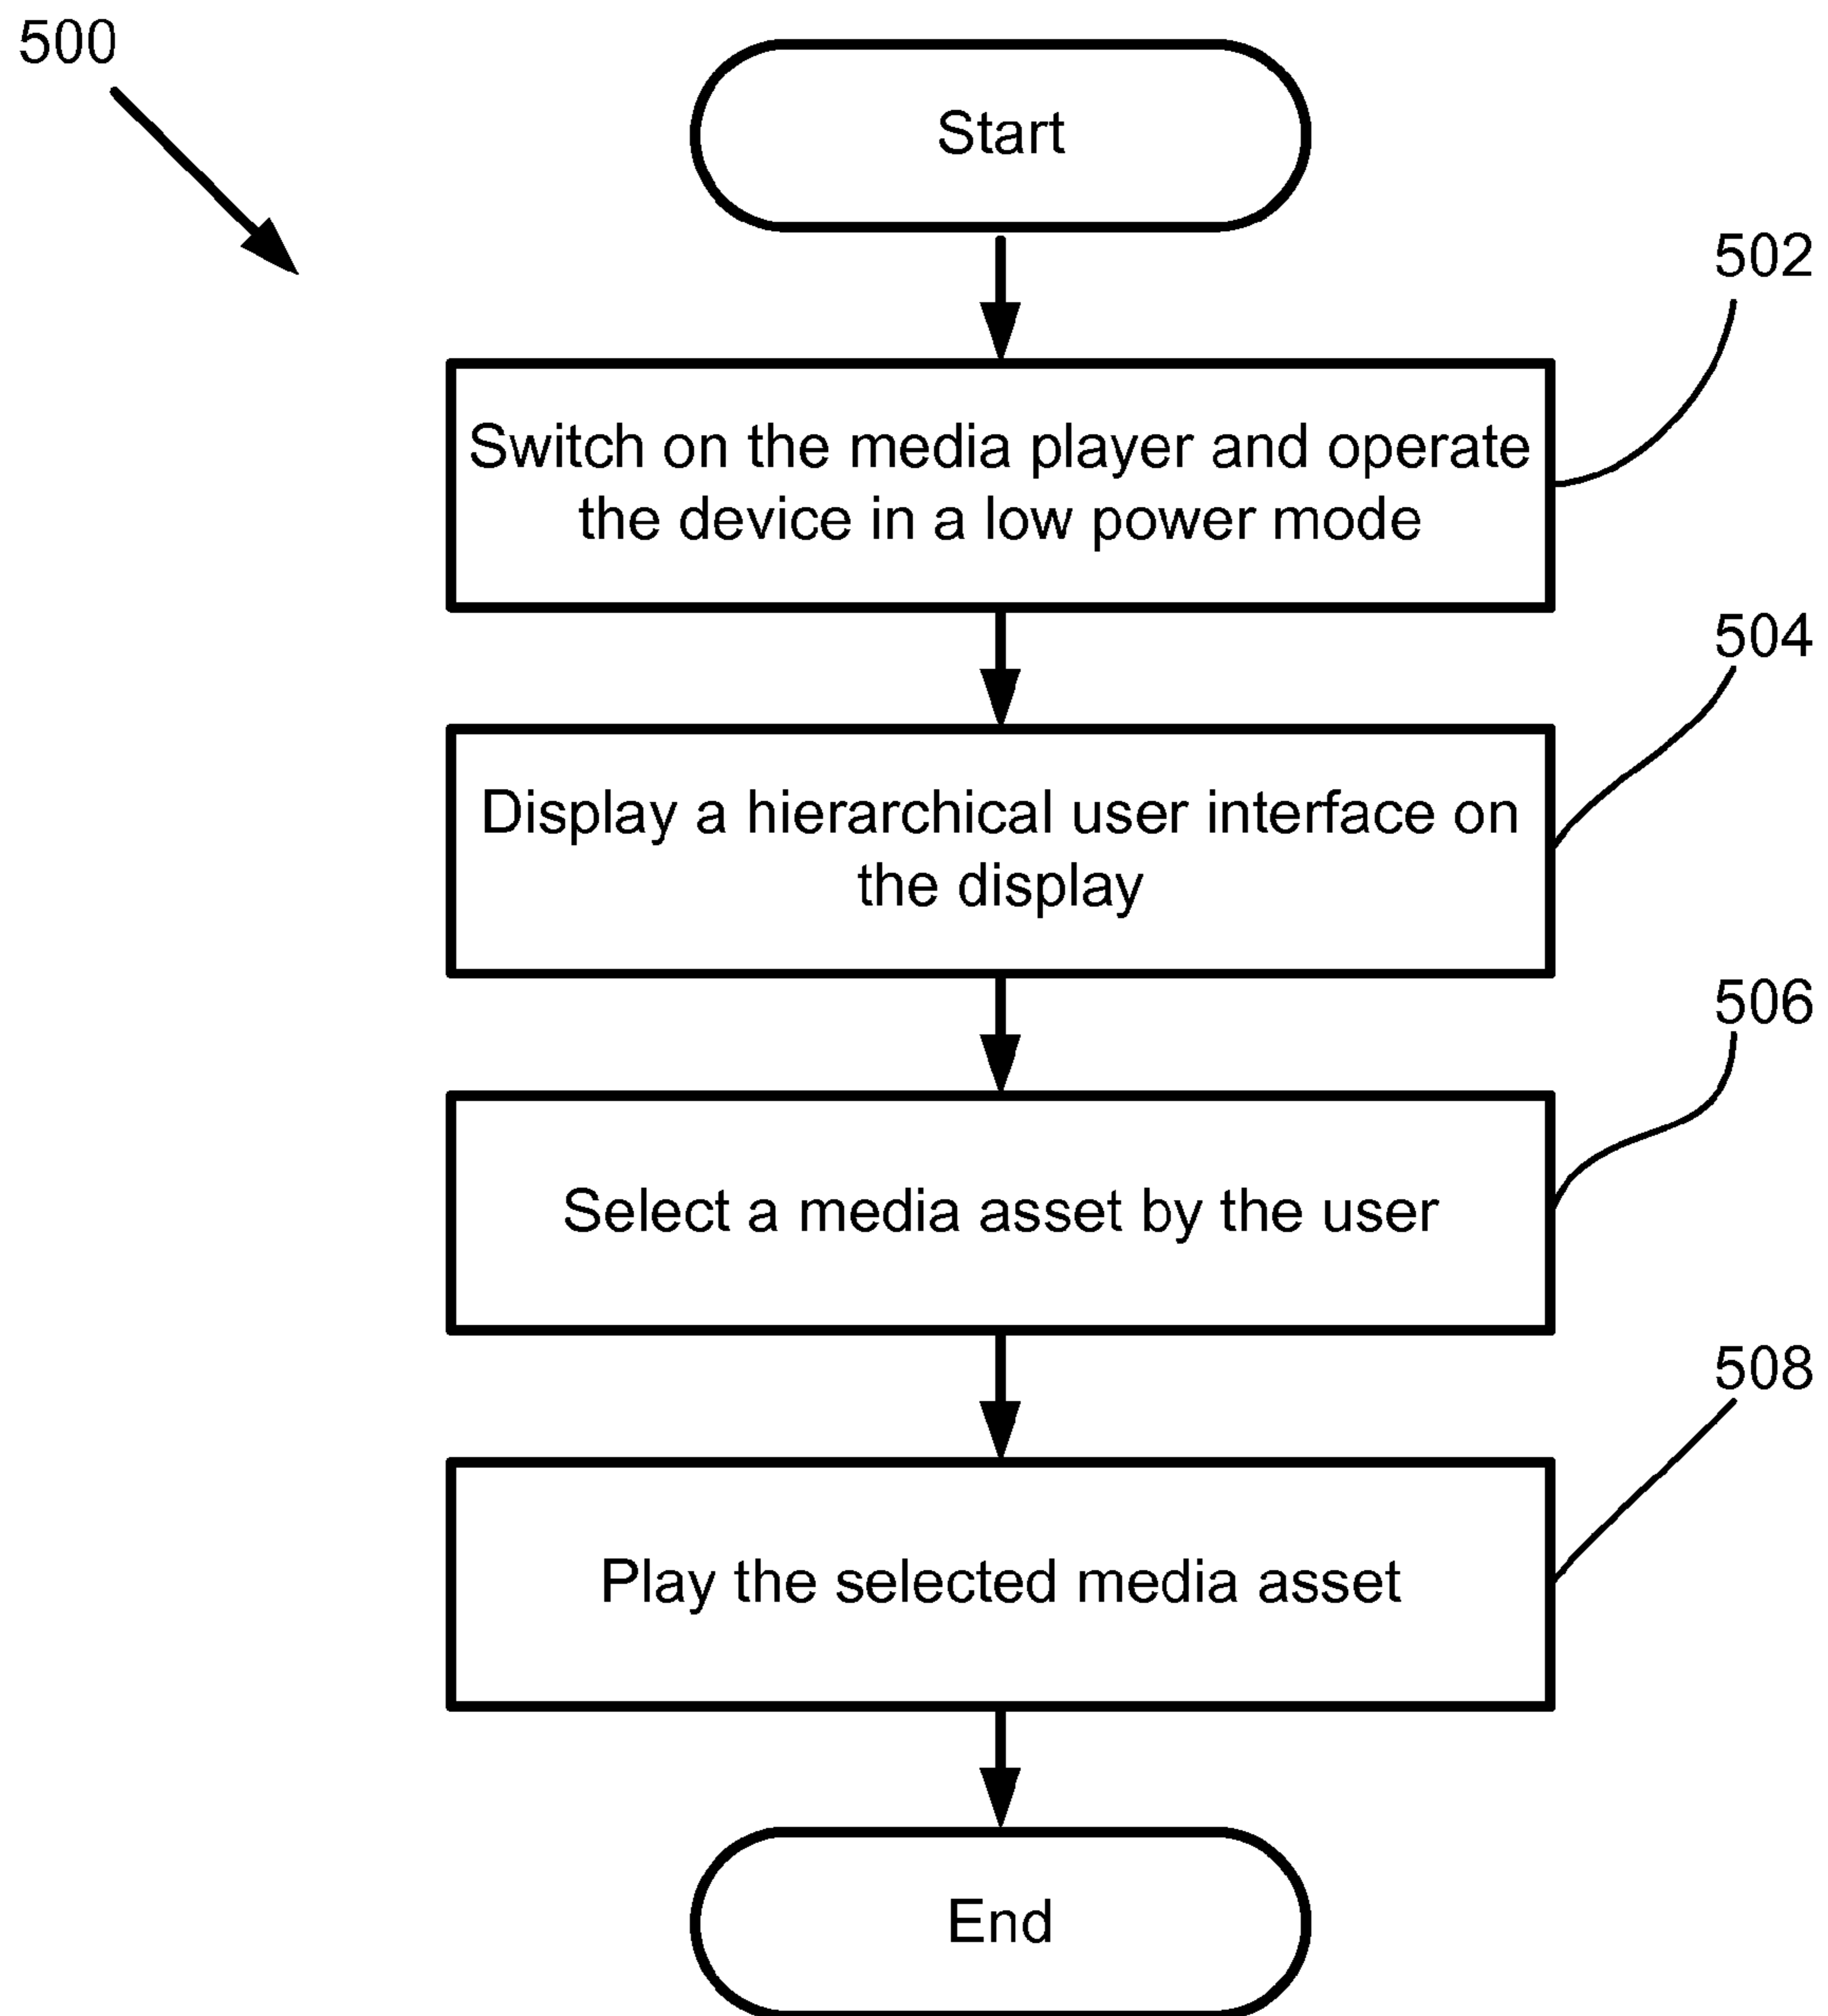 500
Start
502
Switch on the media player and operate
the device in a low power mode
504
Display a hierarchical user interface on
the display
506
Select a media asset by the user
508
Play the selected media asset
End